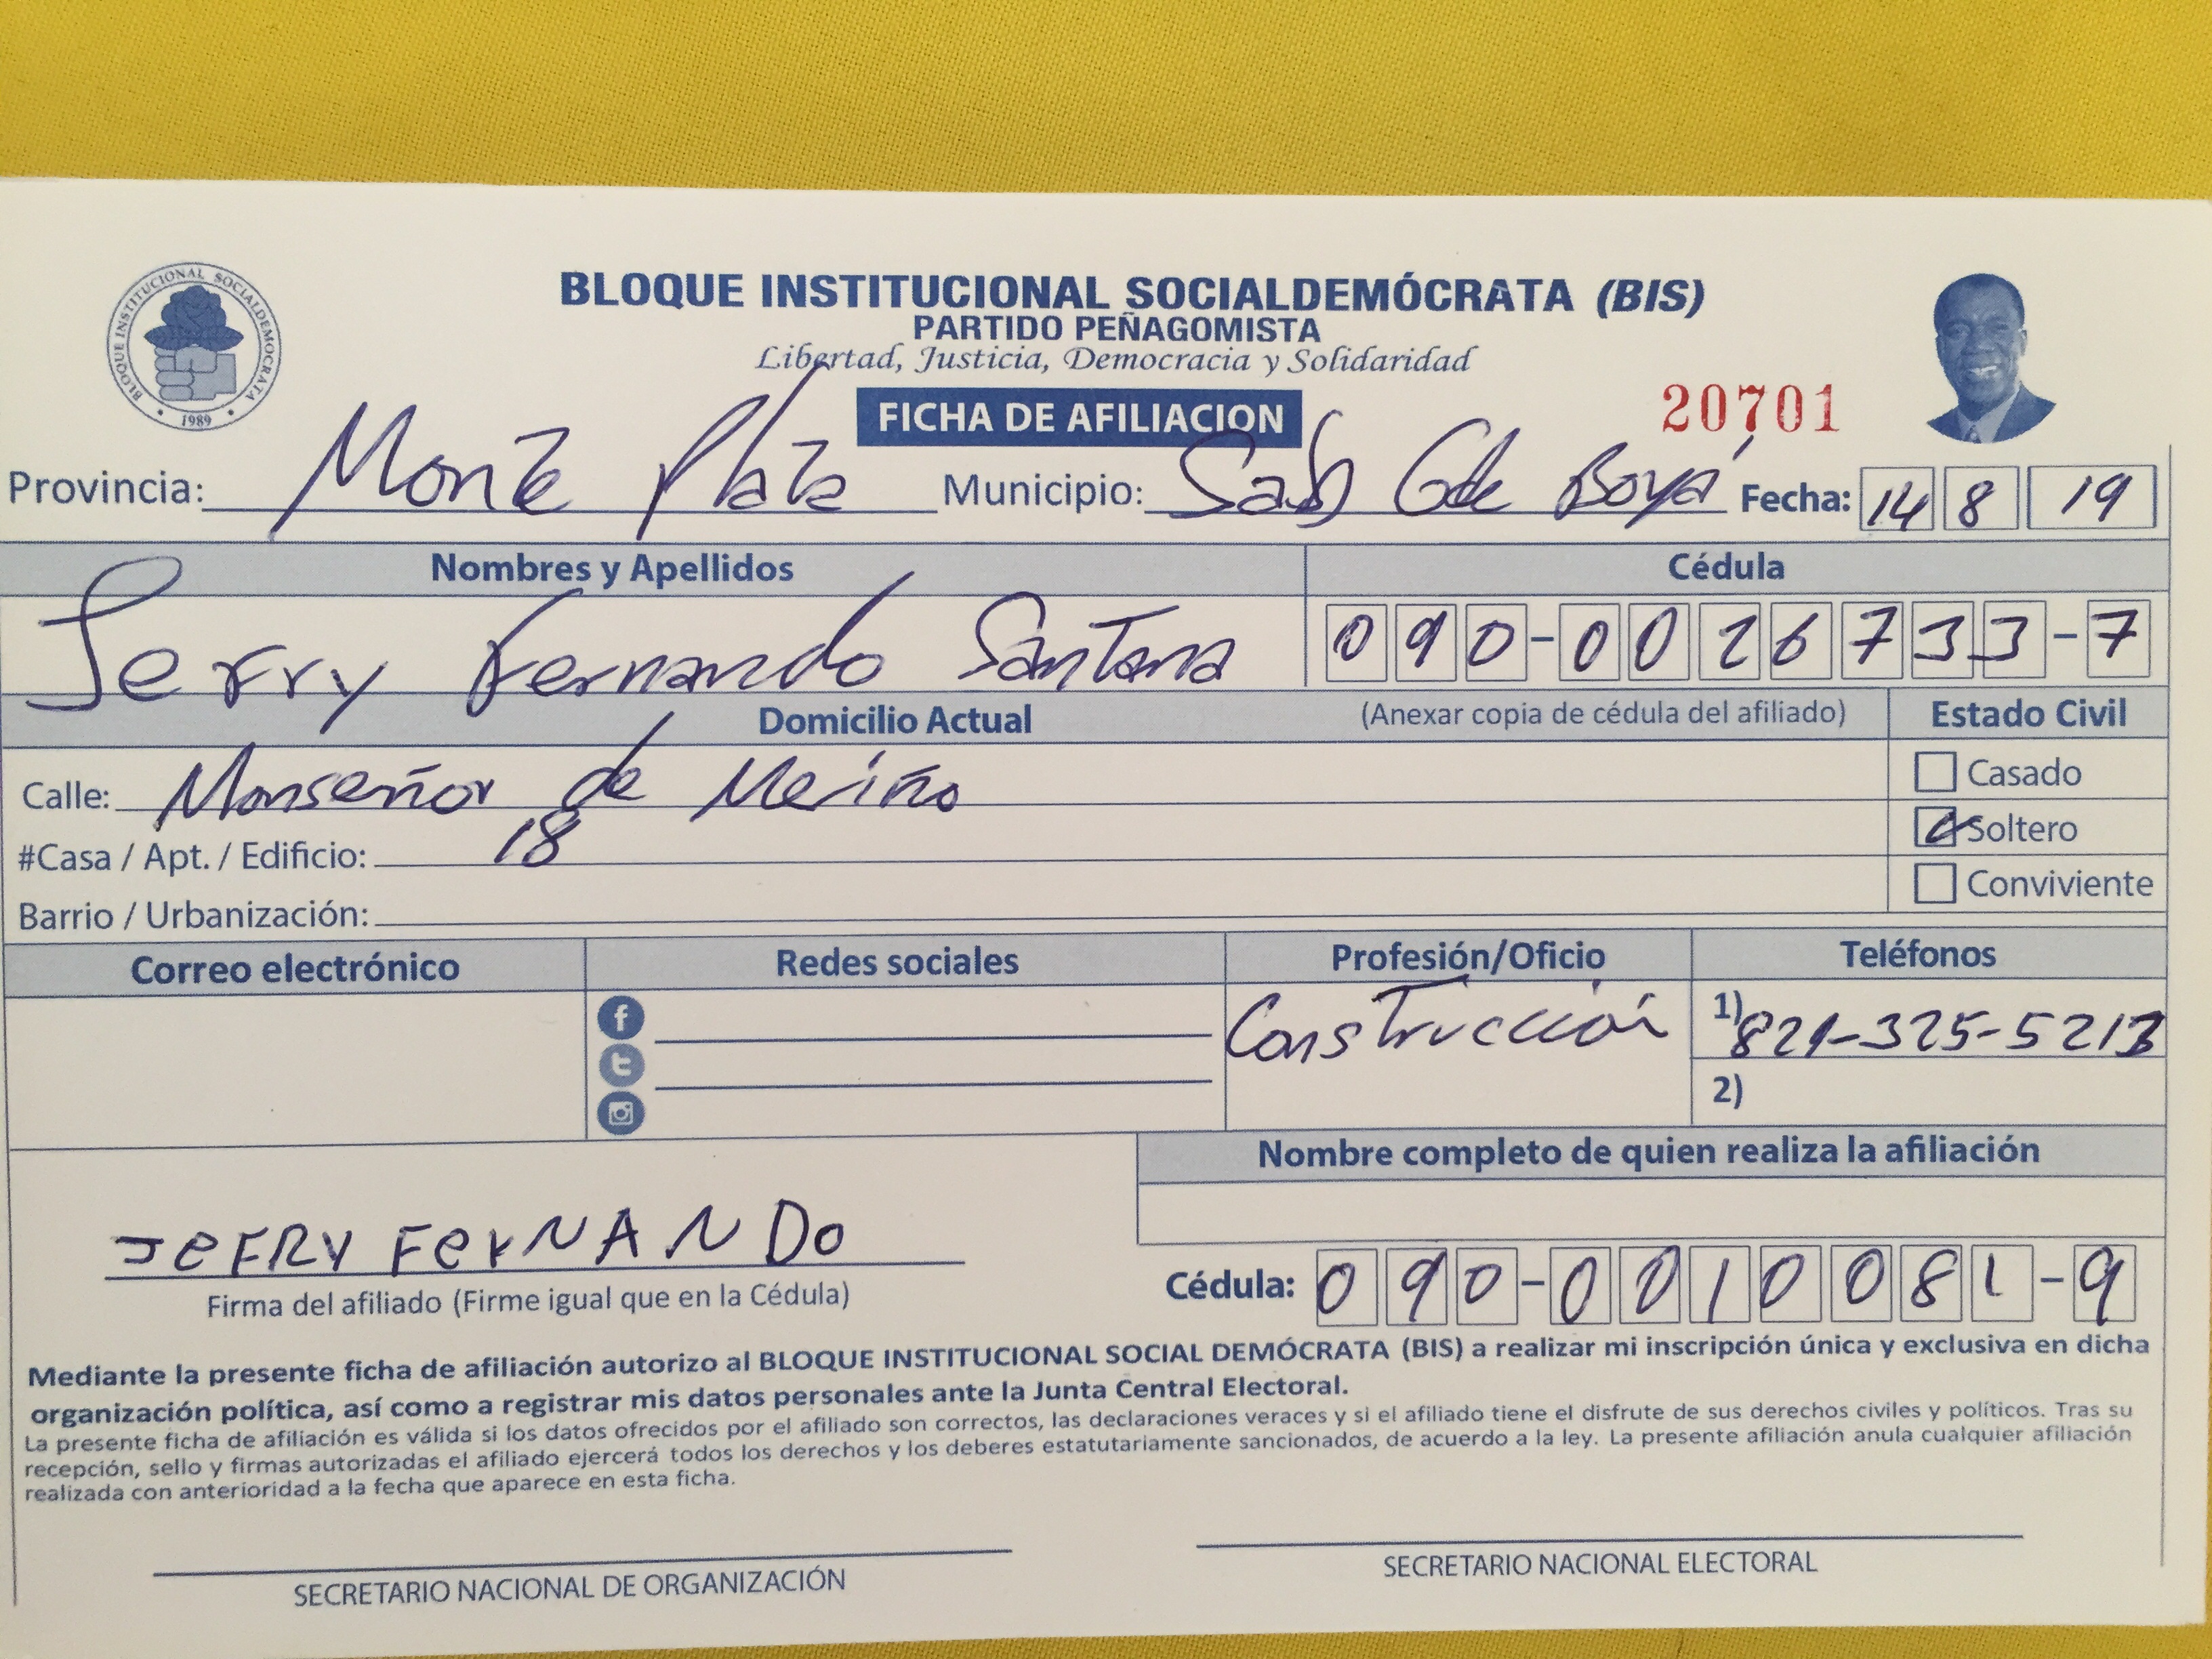 BLOQUE INSTITUCIONAL SOCIALDEMOCRATA
1989
BLOQUE INSTITUCIONAL SOCIALDEMÓCRATA (BIS)
PARTIDO PEÑAGOMISTA
Libertad, Justicia, Democracia y Solidaridad
FICHA DE AFILIACION
20701
Provincia: Monte Plata Municipio: Sab Gde Boyá Fecha: 14 8 19
Nombres y Apellidos Cédula
Jefry Fernando Santana 090-0026733-7
Domicilio Actual (Anexar copia de cédula del afiliado) Estado Civil
Calle: Monseñor de Meriño Casado
#Casa / Apt. / Edificio: 18 Soltero
Barrio / Urbanización: Conviviente
Correo electrónico Redes sociales Profesión/Oficio Teléfonos
Construcción 1) 829-325-5213
2)
Nombre completo de quien realiza la afiliación
JeFRY FerNANDo
Firma del afiliado (Firme igual que en la Cédula) Cédula: 090-0010081-9
Mediante la presente ficha de afiliación autorizo al BLOQUE INSTITUCIONAL SOCIAL DEMÓCRATA (BIS) a realizar mi inscripción única y exclusiva en dicha
organización política, así como a registrar mis datos personales ante la Junta Central Electoral.
La presente ficha de afiliación es válida si los datos ofrecidos por el afiliado son correctos, las declaraciones veraces y si el afiliado tiene el disfrute de sus derechos civiles y políticos. Tras su
recepción, sello y firmas autorizadas el afiliado ejercerá todos los derechos y los deberes estatutariamente sancionados, de acuerdo a la ley. La presente afiliación anula cualquier afiliación
realizada con anterioridad a la fecha que aparece en esta ficha.
SECRETARIO NACIONAL DE ORGANIZACIÓN SECRETARIO NACIONAL ELECTORAL